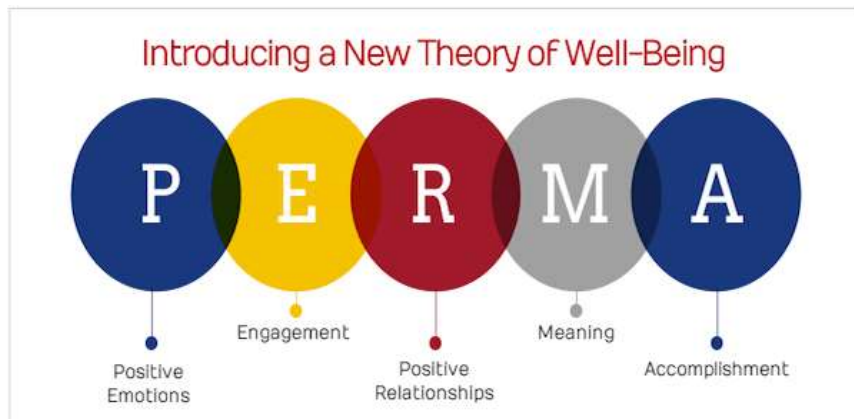 Introducing a New Theory of Well-Being
P E R M A
Positive
Emotions
Engagement
Positive
Relationships
Meaning
Accomplishment